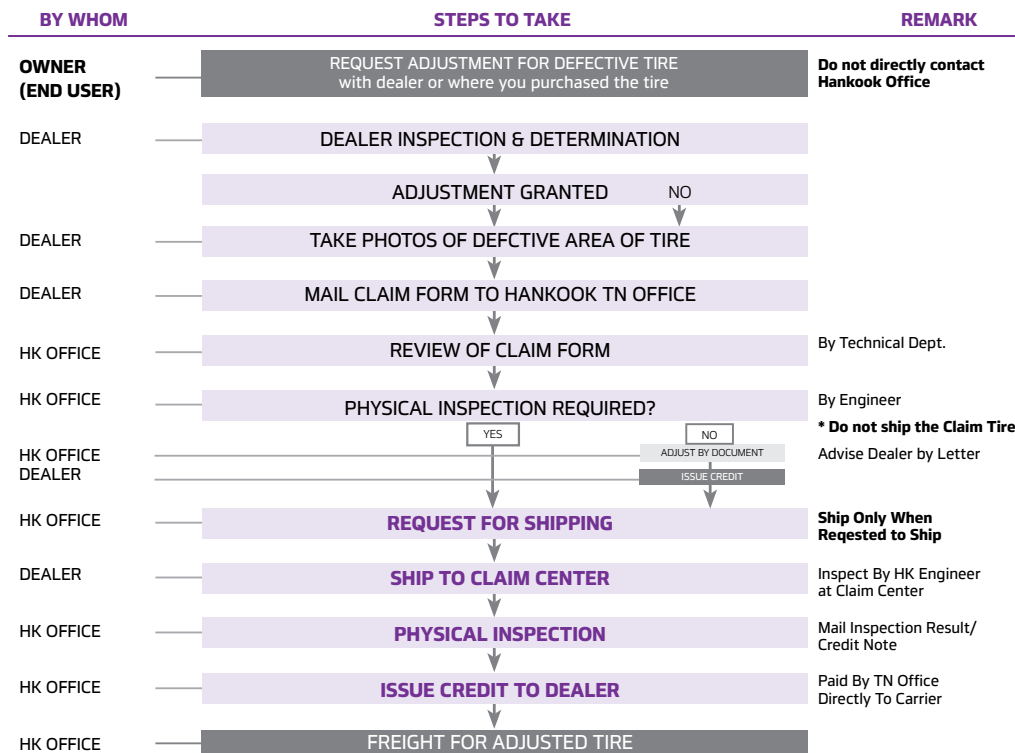 BY WHOM STEPS TO TAKE REMARK
OWNER
(END USER)
REQUEST ADJUSTMENT FOR DEFECTIVE TIRE
with dealer or where you purchased the tire
Do not directly contact
Hankook Office
DEALER DEALER INSPECTION & DETERMINATION
ADJUSTMENT GRANTED NO
DEALER TAKE PHOTOS OF DEFCTIVE AREA OF TIRE
DEALER MAIL CLAIM FORM TO HANKOOK TN OFFICE
HK OFFICE REVIEW OF CLAIM FORM By Technical Dept.
HK OFFICE PHYSICAL INSPECTION REQUIRED? By Engineer
YES NO * Do not ship the Claim Tire
HK OFFICE ADJUST BY DOCUMENT Advise Dealer by Letter
DEALER ISSUE CREDIT
HK OFFICE REQUEST FOR SHIPPING
Ship Only When
Reqested to Ship
DEALER SHIP TO CLAIM CENTER
Inspect By HK Engineer
at Claim Center
HK OFFICE PHYSICAL INSPECTION
Mail Inspection Result/
Credit Note
HK OFFICE ISSUE CREDIT TO DEALER
Paid By TN Office
Directly To Carrier
HK OFFICE FREIGHT FOR ADJUSTED TIRE